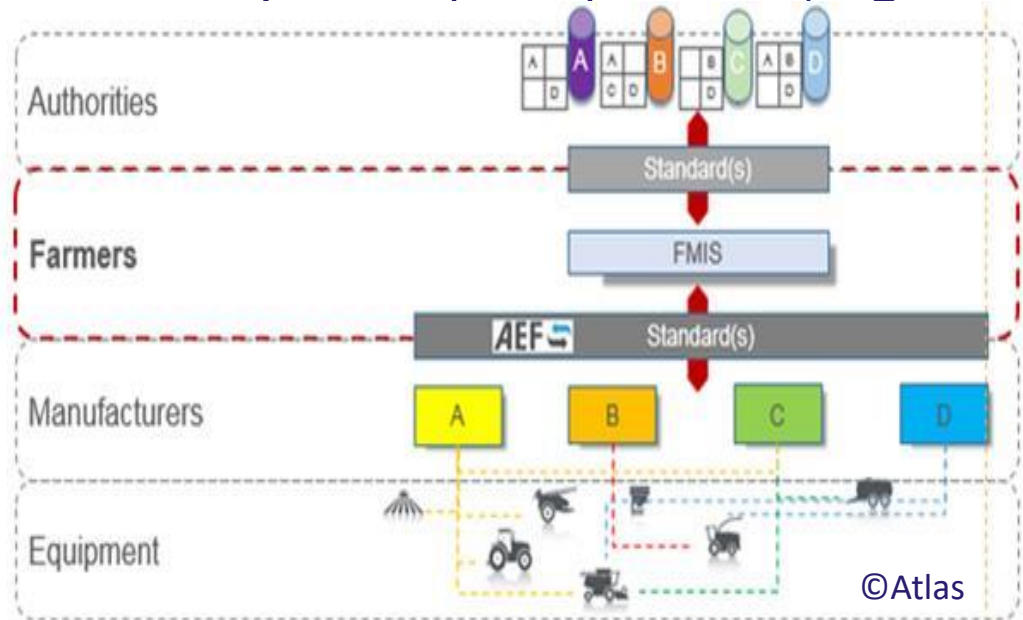 A D A
A C D B
B D C
A B D D
Authorities
Standard(s)
Farmers
FMIS
AEF Standard(s)
Manufacturers
A B C D
Equipment
©Atlas